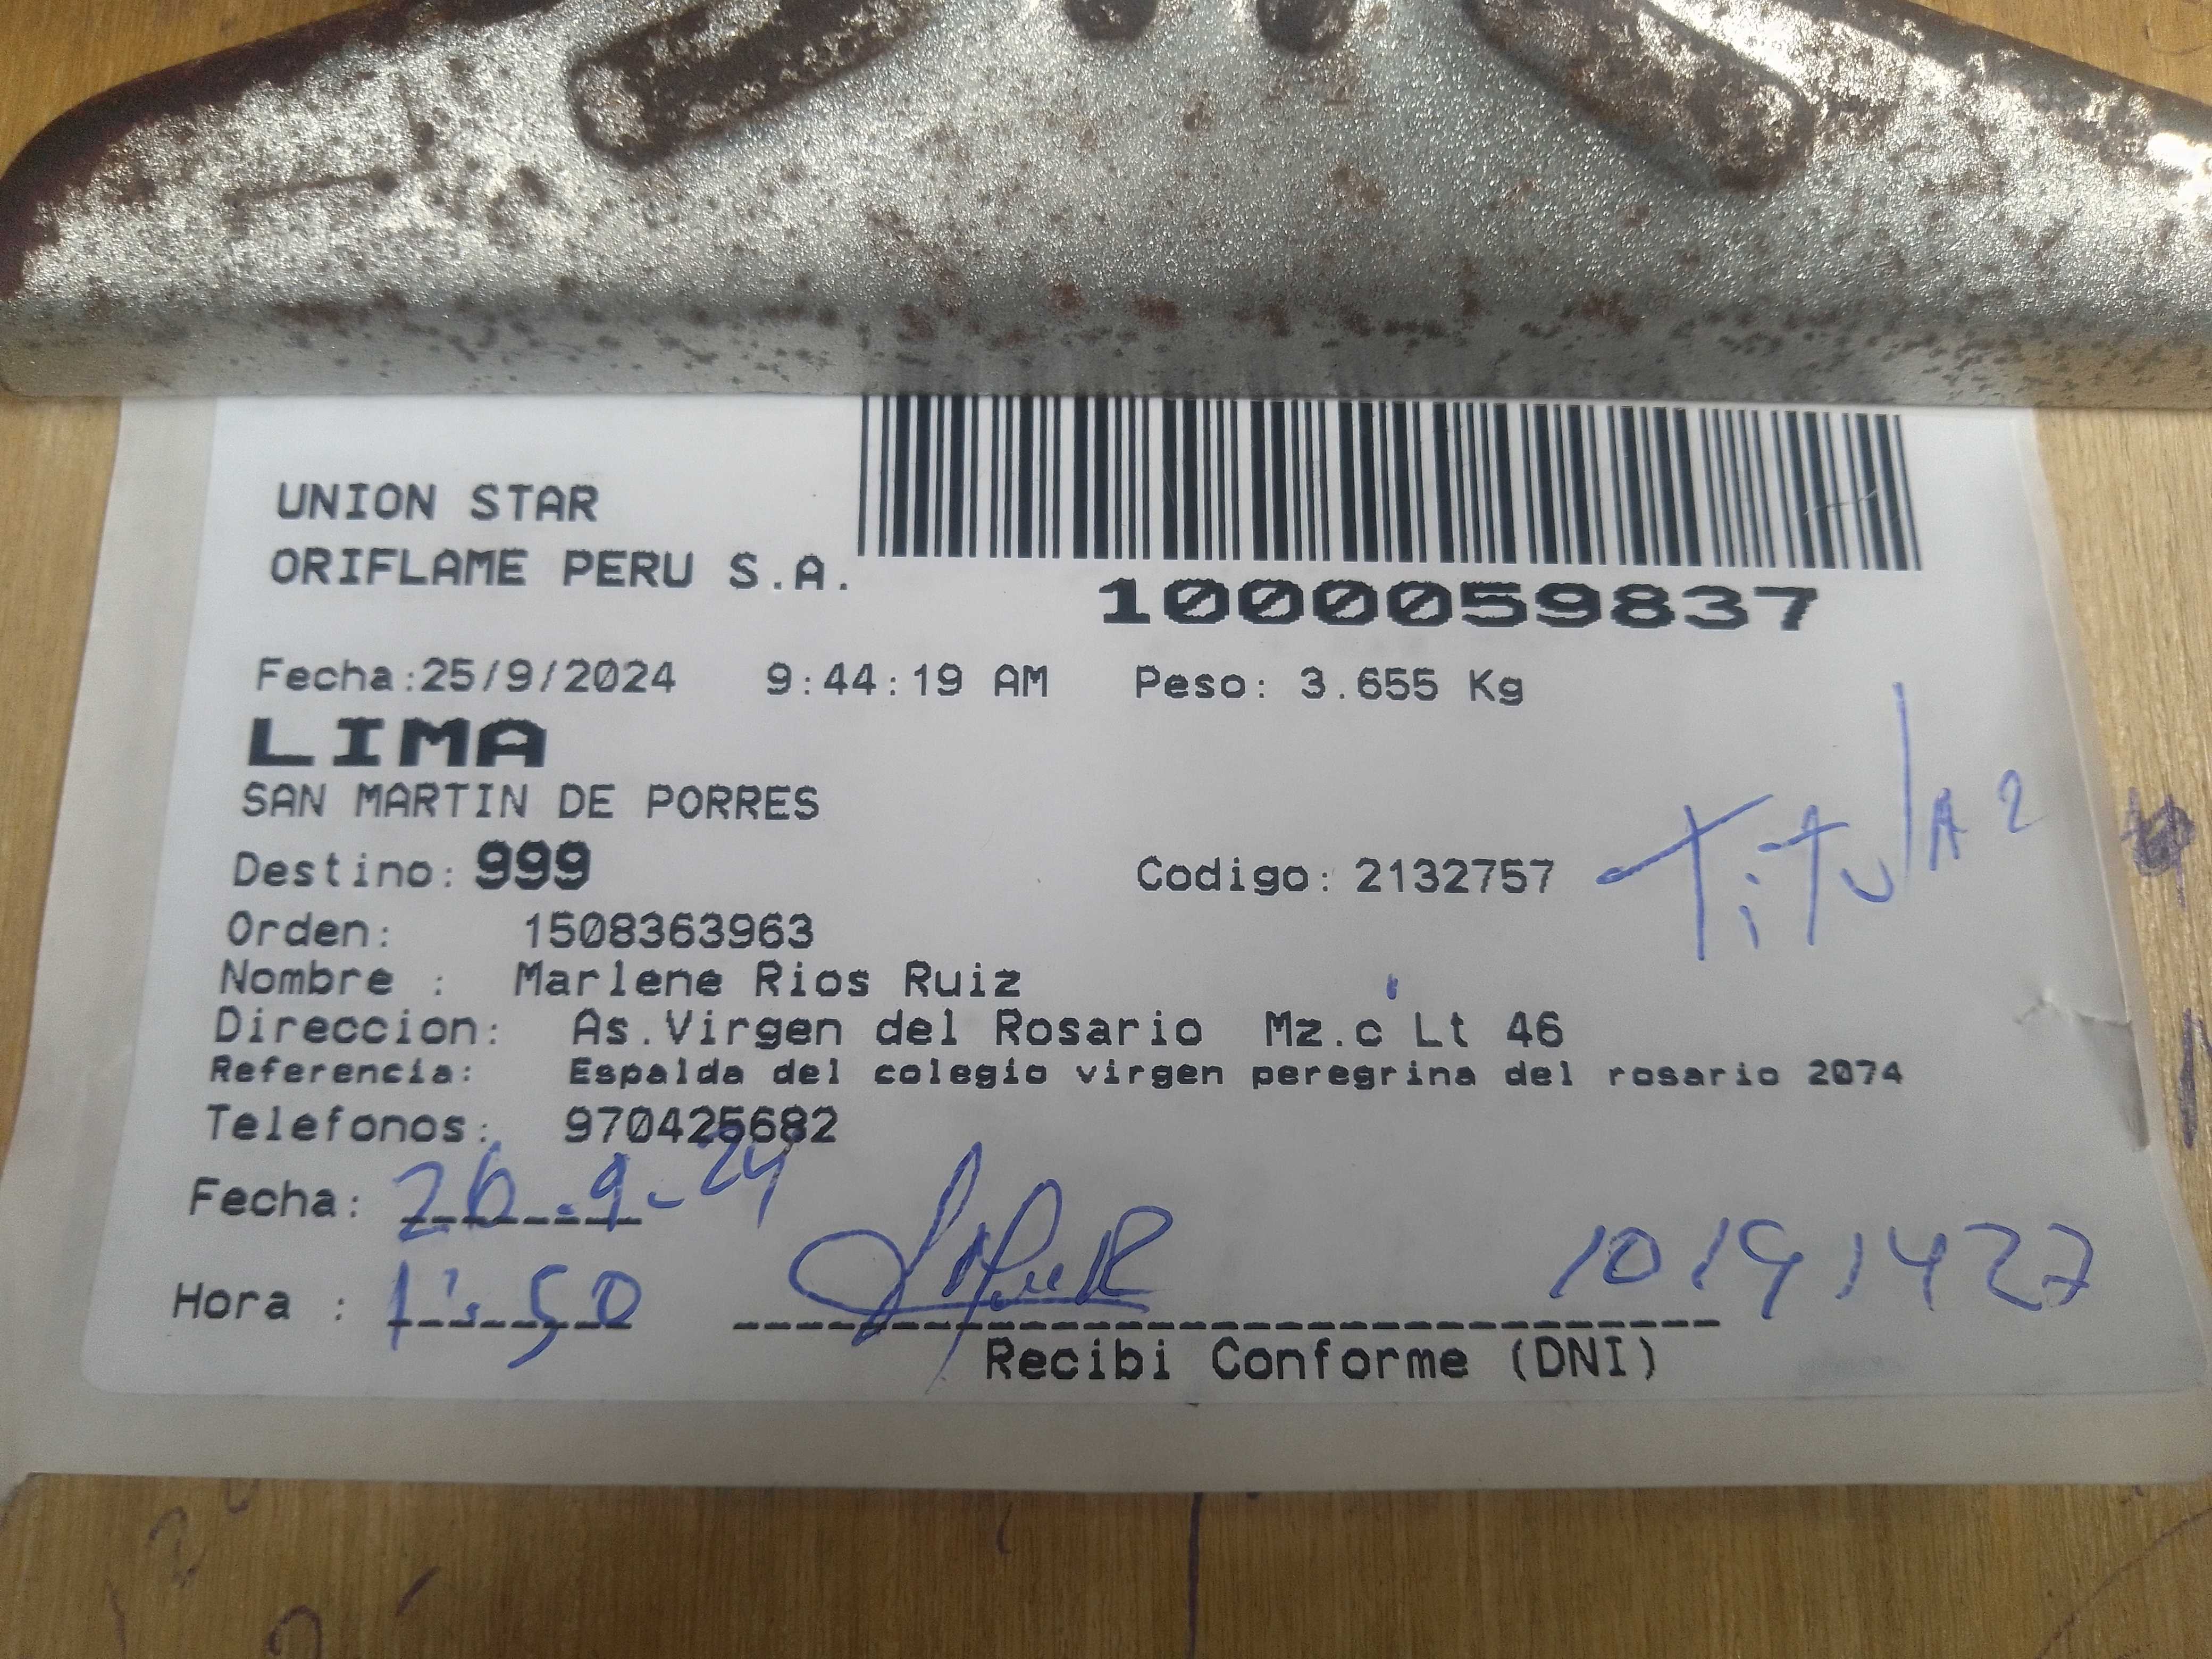 UNION STAR
ORIFLAME PERU S.A.
1000059837
Fecha:25/9/2024 9:44:19 AM Peso: 3.655 Kg
LIMA
SAN MARTIN DE PORRES
Destino: 999 Codigo: 2132757 TiTulAR
Orden: 1508363963
Nombre : Marlene Rios Ruiz
Direccion: As.Virgen del Rosario Mz.c Lt 46
Referencia: Espalda del colegio virgen peregrina del rosario 2074
Telefonos: 970425682
Fecha: 26-9-24
Hora : 1:50 10191427
Recibi Conforme (DNI)